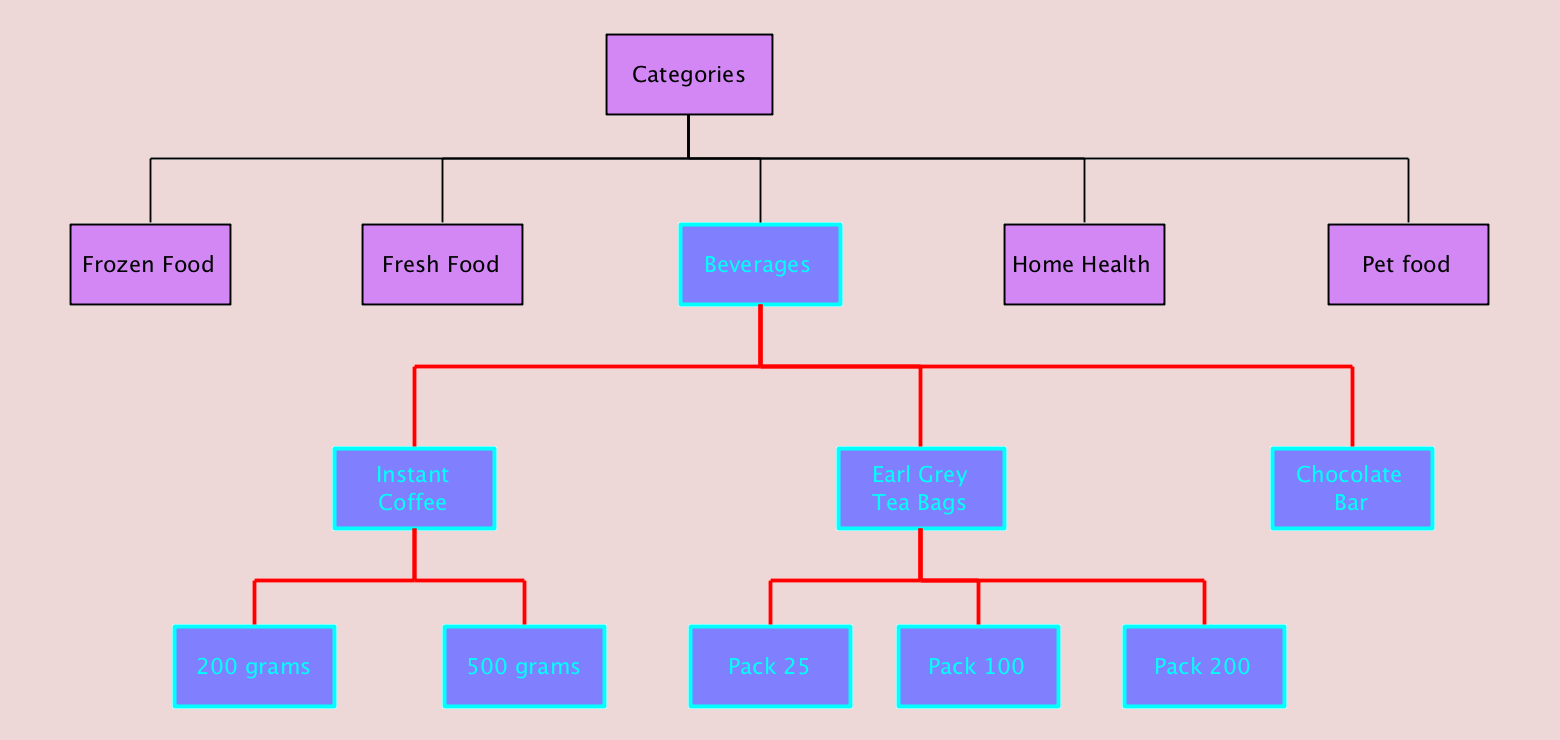 Categories
Frozen Food
Fresh Food
Beverages
Home Health
Pet food
Instant
Coffee
Earl Grey
Tea Bags
Chocolate
Bar
200 grams
500 grams
Pack 25
Pack 100
Pack 200